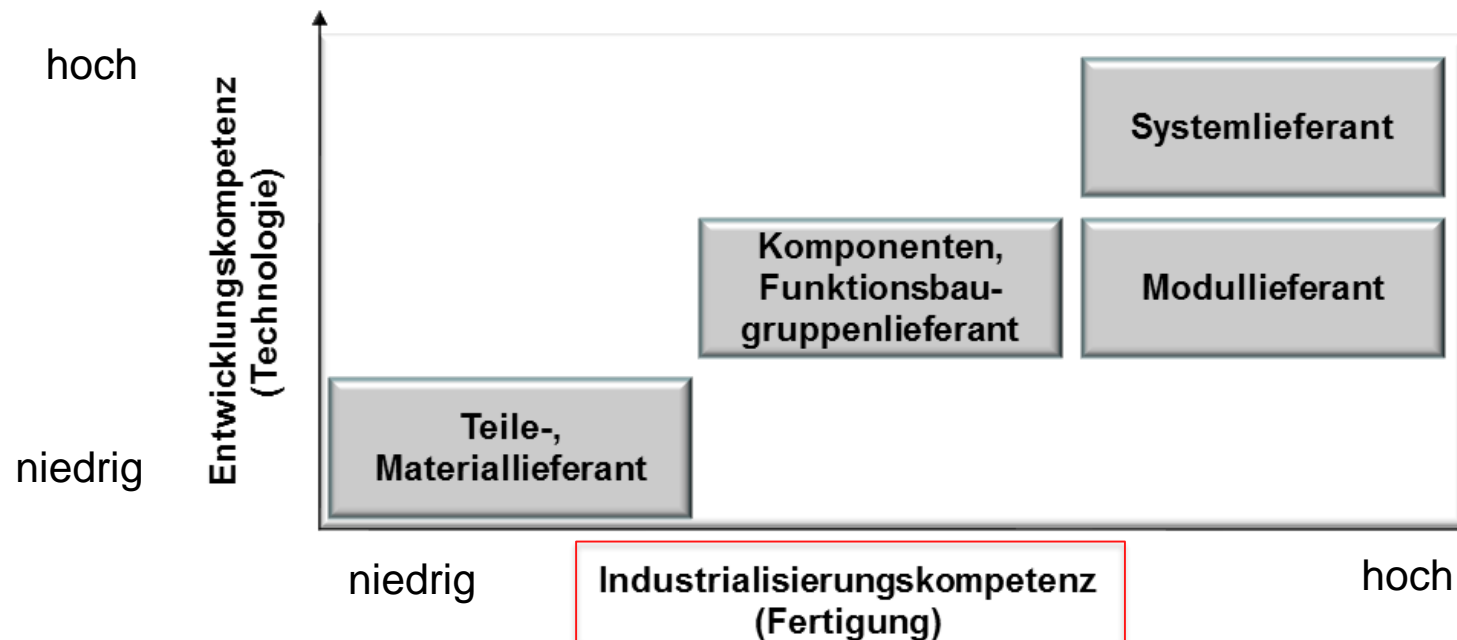 hoch
Entwicklungskompetenz
(Technologie)
niedrig
Systemlieferant
Komponenten,
Funktionsbau-
gruppenlieferant
Modullieferant
Teile-,
Materiallieferant
niedrig
Industrialisierungskompetenz
(Fertigung)
hoch